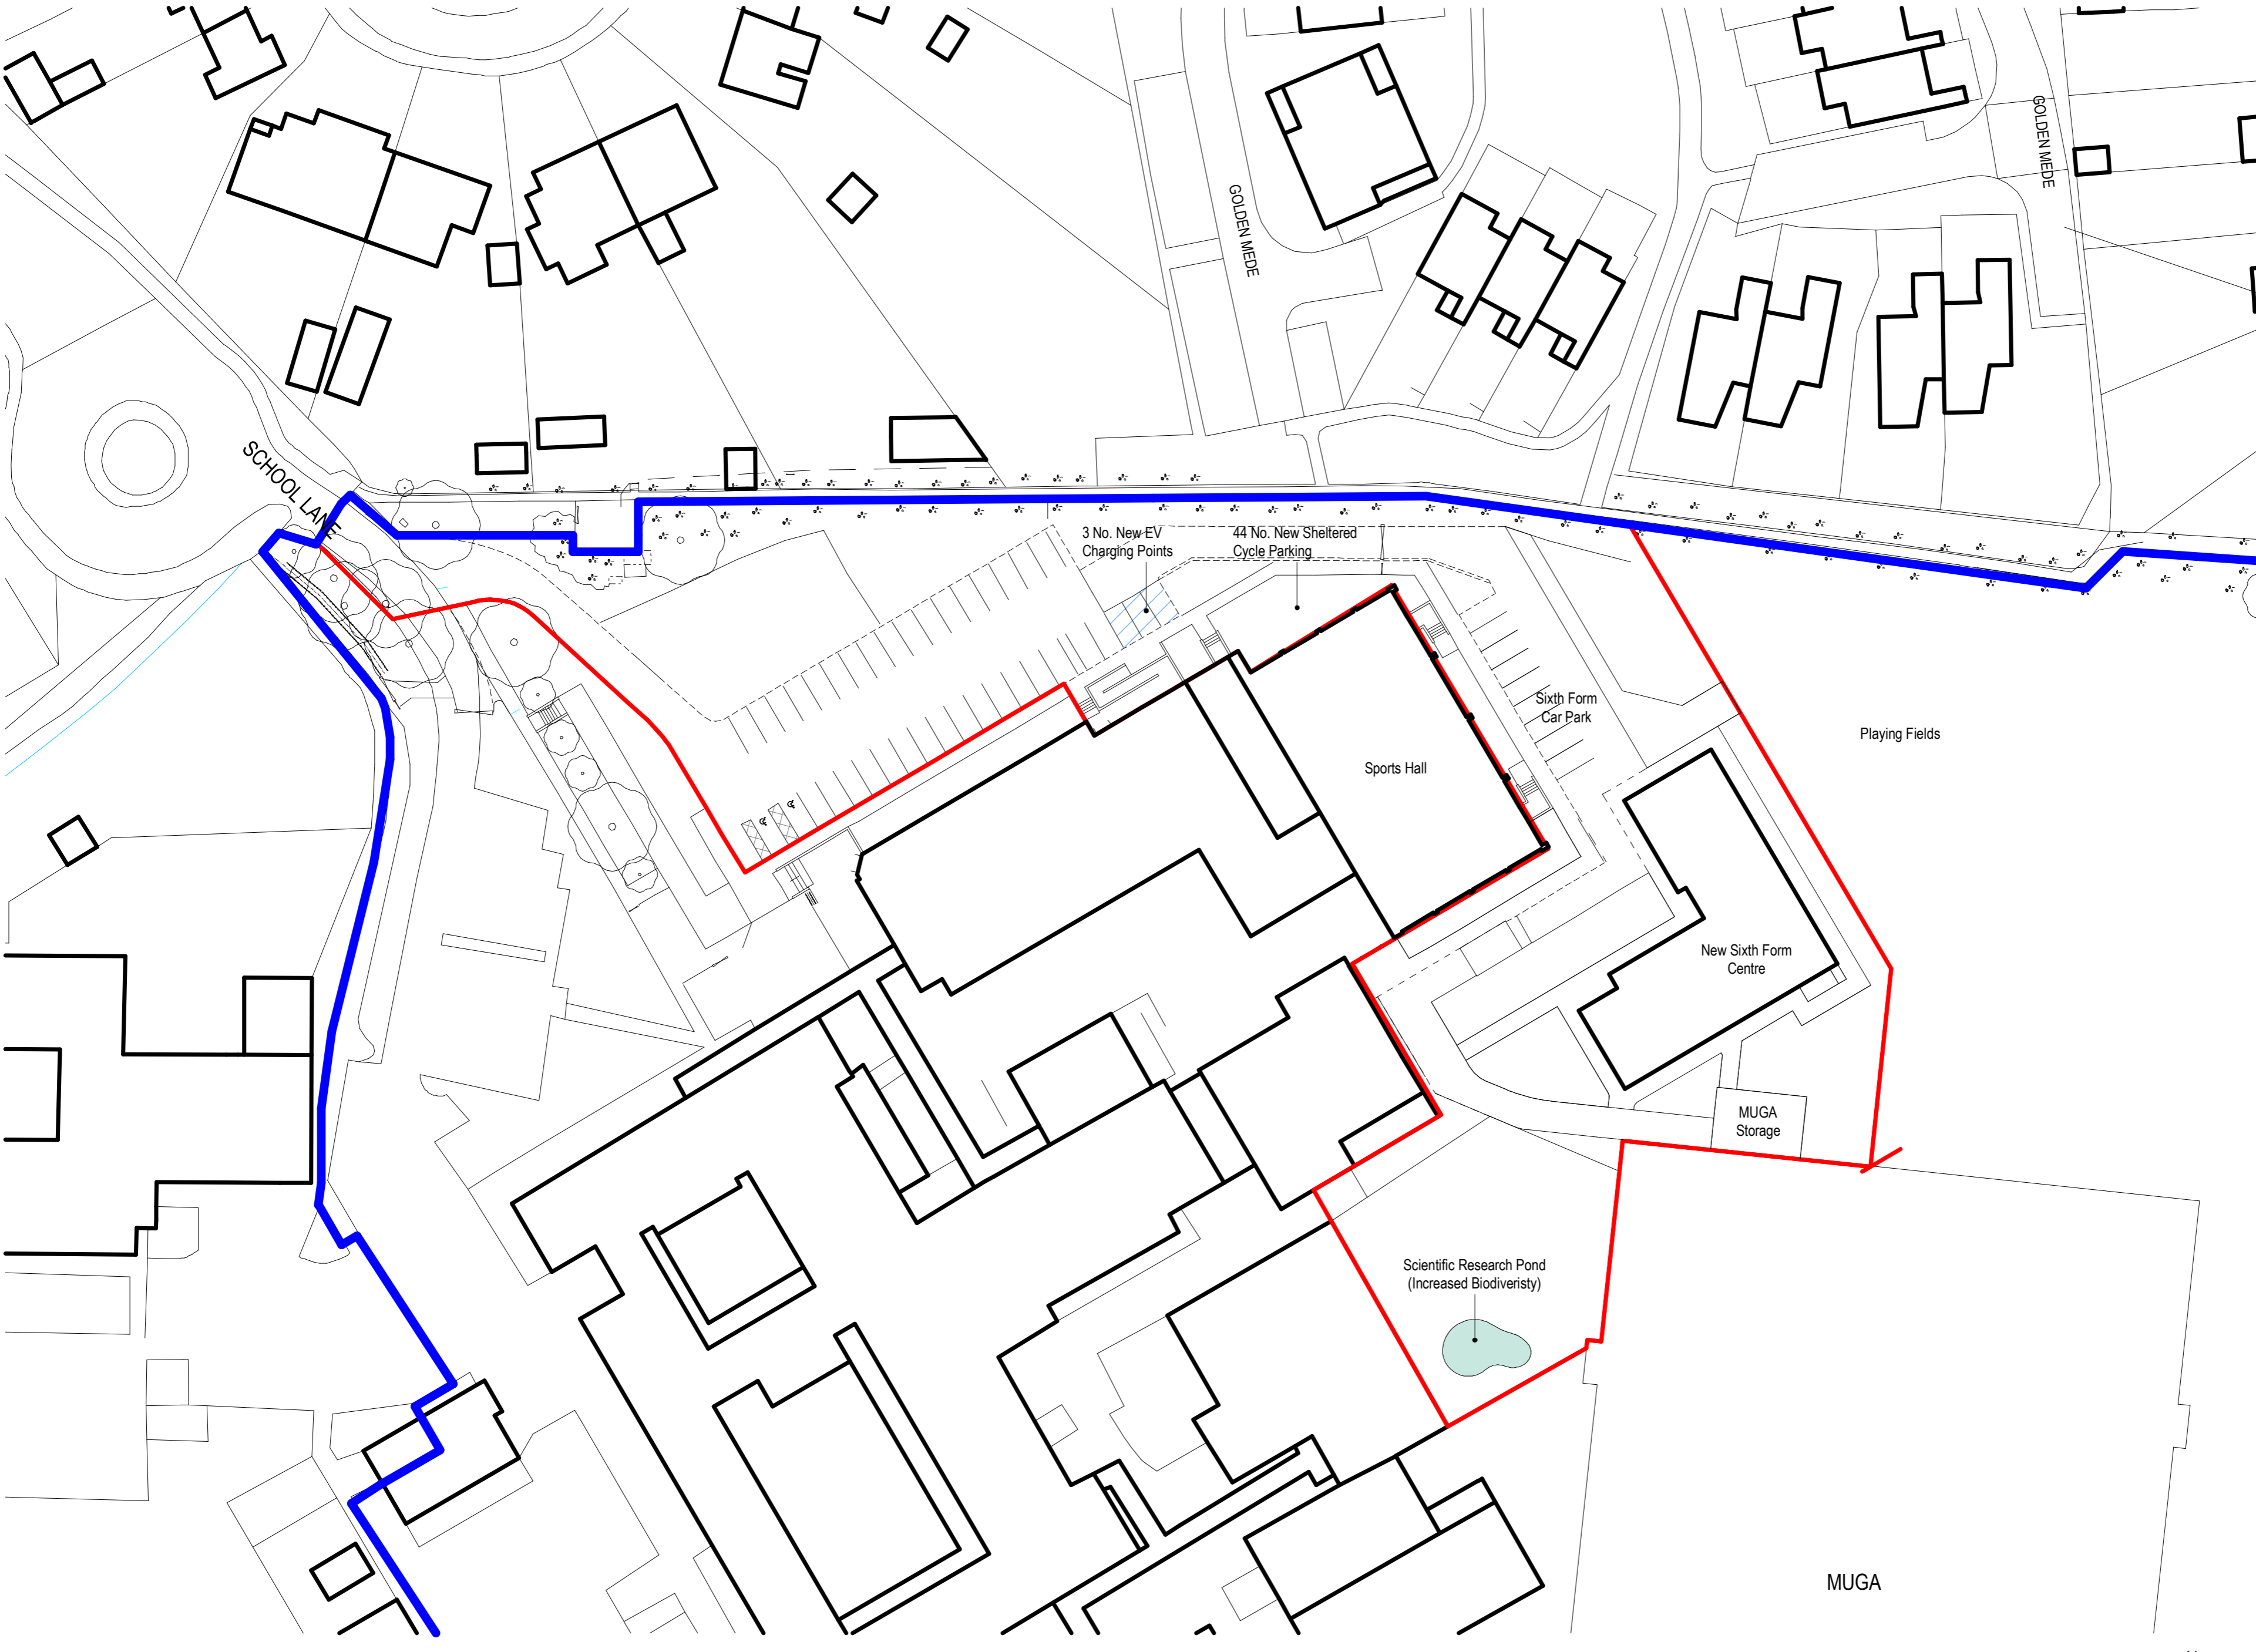 GOLDEN MEDE
GOLDEN MEDE
SCHOOL LANE
3 No. New EV
Charging Points
44 No. New Sheltered
Cycle Parking
Sixth Form
Car Park
Playing Fields
Sports Hall
New Sixth Form
Centre
MUGA
Storage
Scientific Research Pond
(Increased Biodiveristy)
MUGA